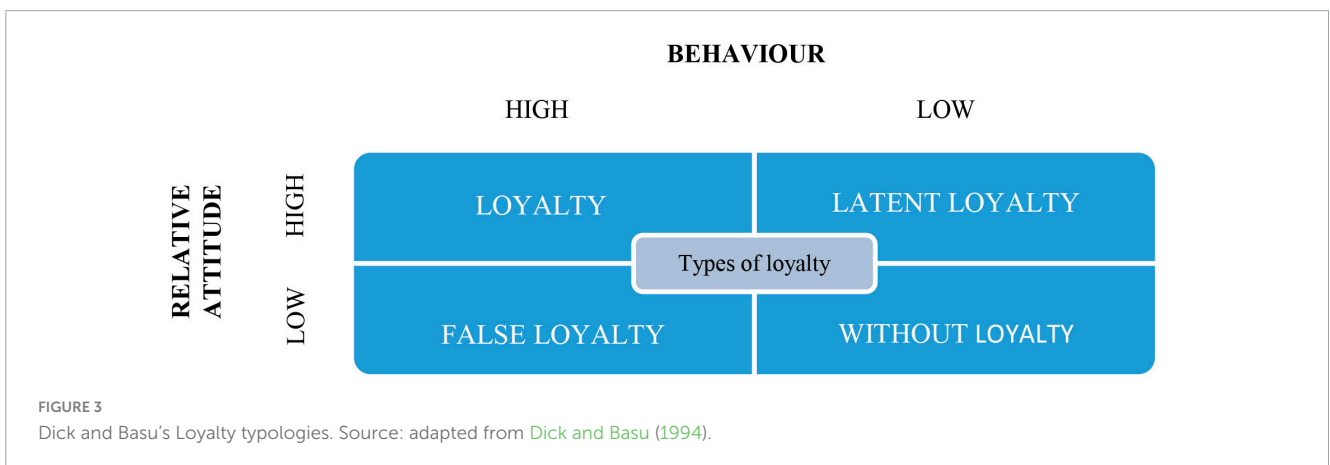 BEHAVIOUR
HIGH LOW
RELATIVE
ATTITUDE
HIGH
LOW
LOYALTY LATENT LOYALTY
Types of loyalty
FALSE LOYALTY WITHOUT LOYALTY
FIGURE 3
Dick and Basu’s Loyalty typologies. Source: adapted from Dick and Basu (1994).